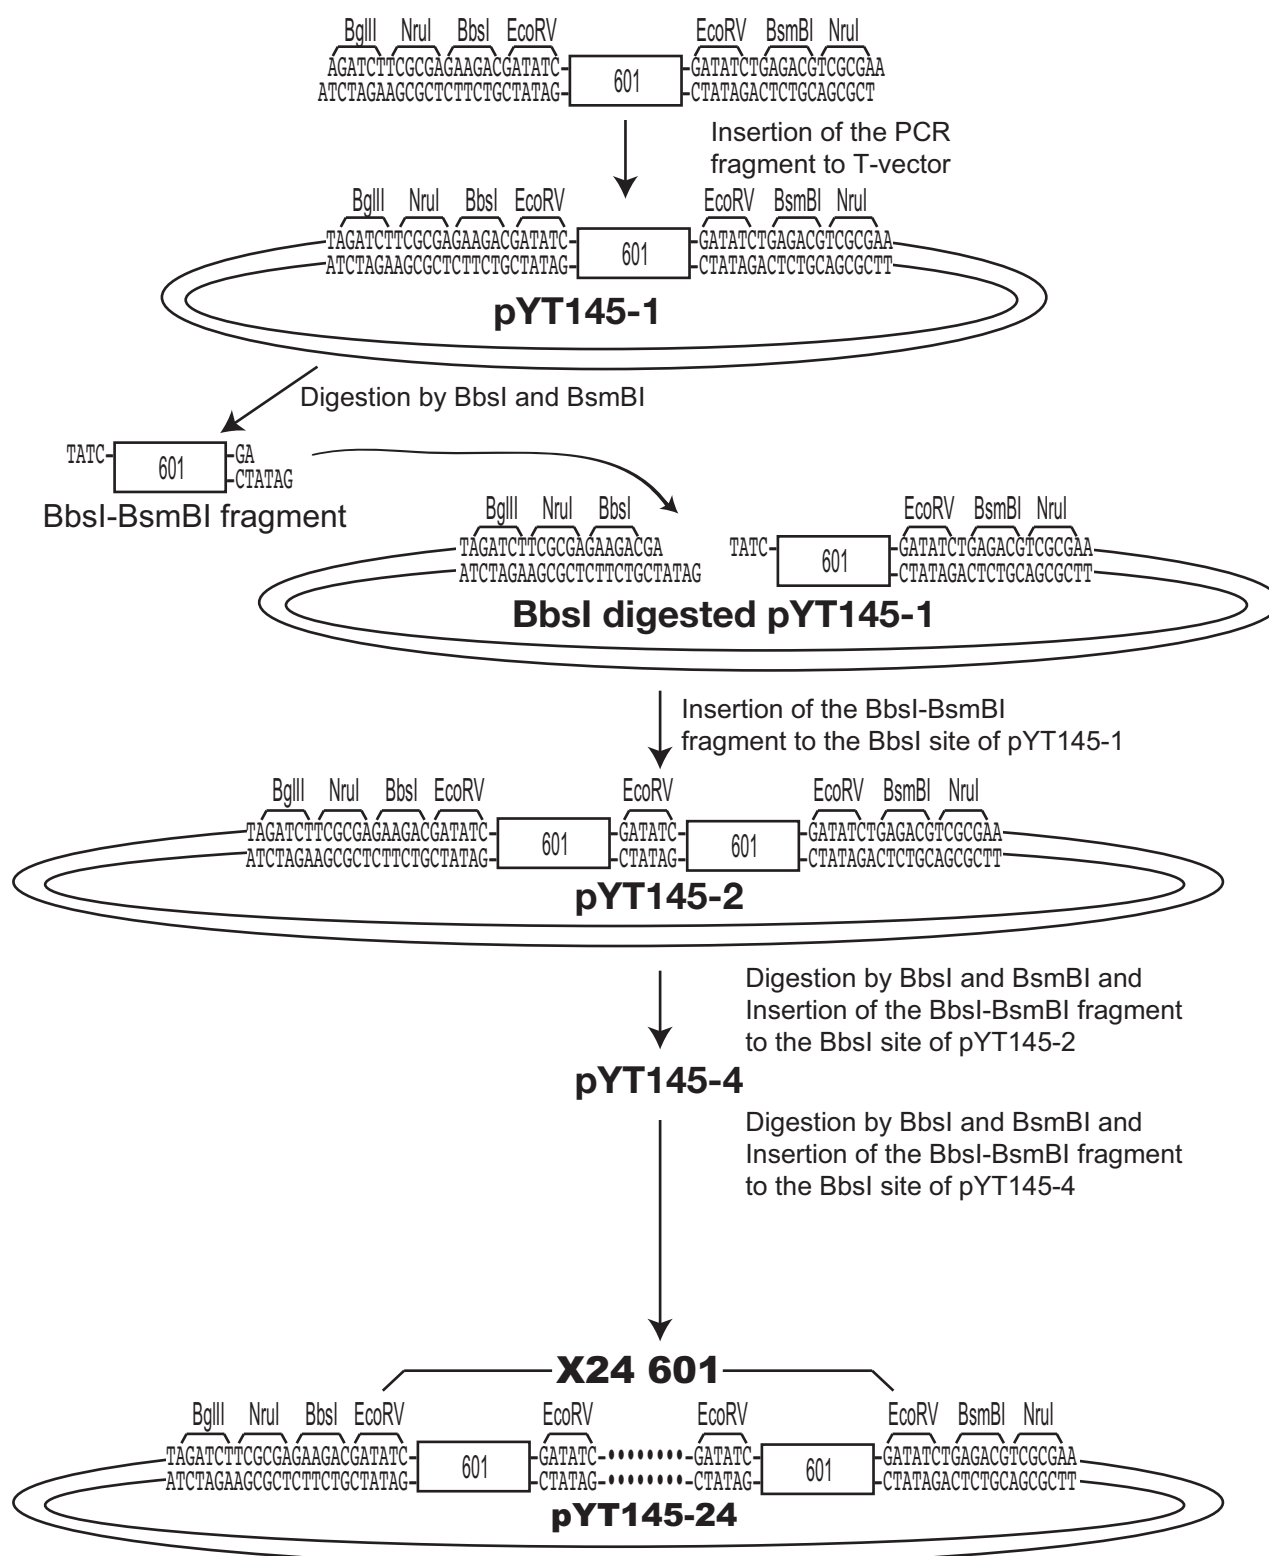 BglII NruI BbsI EcoRV EcoRV BsmBI NruI
AGATCTTCGCGAGAAGACGATATC 601 GATATCTGAGACGTCGCGAA
ATCTAGAAGCGCTCTTCTGCTATAG CTATAGACTCTGCAGCGCT
Insertion of the PCR
fragment to T-vector
BglII NruI BbsI EcoRV EcoRV BsmBI NruI
TAGATCTTCGCGAGAAGACGATATC 601 GATATCTGAGACGTCGCGAA
ATCTAGAAGCGCTCTTCTGCTATAG CTATAGACTCTGCAGCGCTT
pYT145-1
Digestion by BbsI and BsmBI
TATC 601 GA
CTATAG
BbsI-BsmBI fragment
BglII NruI BbsI EcoRV BsmBI NruI
TAGATCTTCGCGAGAAGACGA TATC 601 GATATCTGAGACGTCGCGAA
ATCTAGAAGCGCTCTTCTGCTATAG CTATAGACTCTGCAGCGCTT
BbsI digested pYT145-1
Insertion of the BbsI-BsmBI
fragment to the BbsI site of pYT145-1
BglII NruI BbsI EcoRV EcoRV EcoRV BsmBI NruI
TAGATCTTCGCGAGAAGACGATATC 601 GATATC 601 GATATCTGAGACGTCGCGAA
ATCTAGAAGCGCTCTTCTGCTATAG CTATAG CTATAGACTCTGCAGCGCTT
pYT145-2
Digestion by BbsI and BsmBI and
Insertion of the BbsI-BsmBI fragment
to the BbsI site of pYT145-2
pYT145-4
Digestion by BbsI and BsmBI and
Insertion of the BbsI-BsmBI fragment
to the BbsI site of pYT145-4
X24 601
BglII NruI BbsI EcoRV EcoRV EcoRV EcoRV BsmBI NruI
TAGATCTTCGCGAGAAGACGATATC 601 GATATC GATATC 601 GATATCTGAGACGTCGCGAA
ATCTAGAAGCGCTCTTCTGCTATAG CTATAG CTATAG CTATAGACTCTGCAGCGCTT
pYT145-24